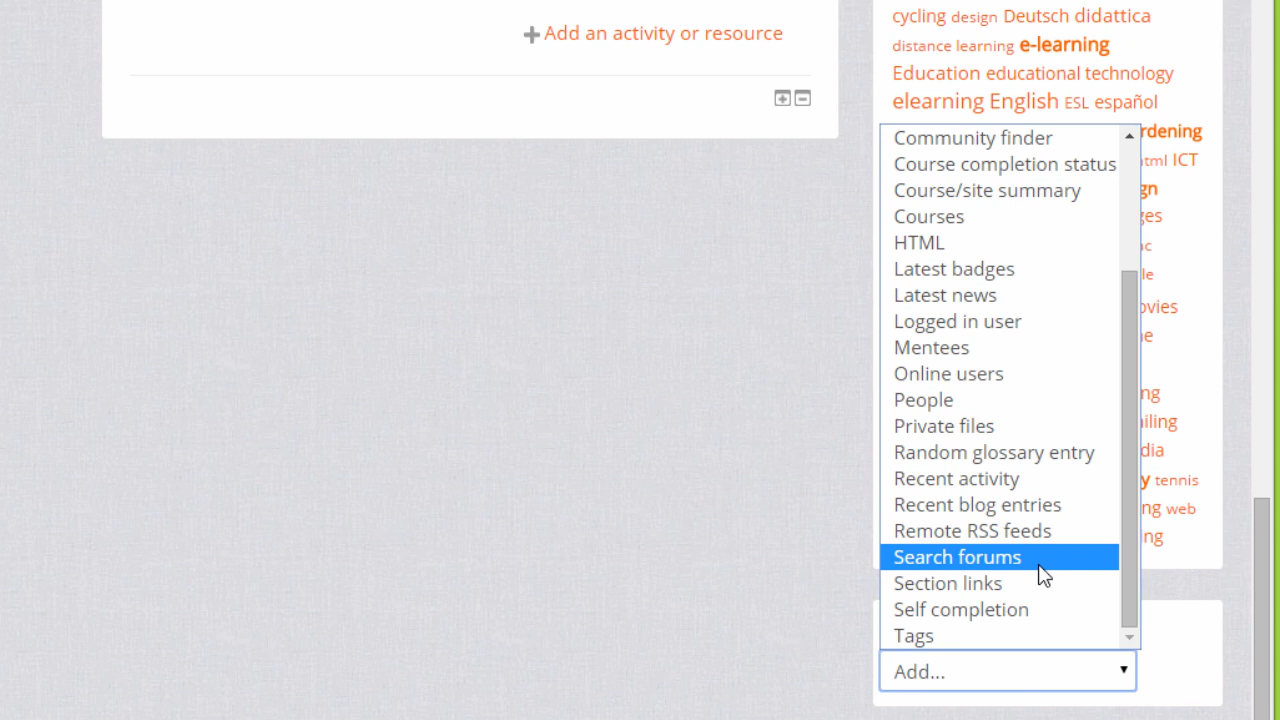 Add an activity or resource
cycling design Deutsch didattica
distance learning e-learning
Education educational technology
elearning English ESL español
Community finder
Course completion status
Course/site summary
Courses
HTML
Latest badges
Latest news
Logged in user
Mentees
Online users
People
Private files
Random glossary entry
Recent activity
Recent blog entries
Remote RSS feeds
Search forums
Section links
Self completion
Tags
Add...
ICT
tennis
web